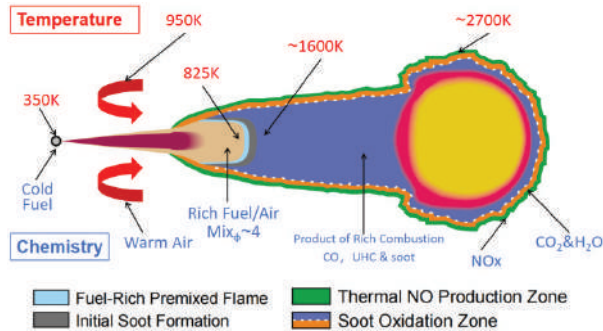 Temperature
950K
~2700K
~1600K
825K
350K
Cold
Fuel
Rich Fuel/Air
Mixϕ~4
Warm Air
Chemistry
Product of Rich Combustion
CO, UHC & soot
NOx
CO₂&H₂O
Fuel-Rich Premixed Flame
Thermal NO Production Zone
Initial Soot Formation
Soot Oxidation Zone